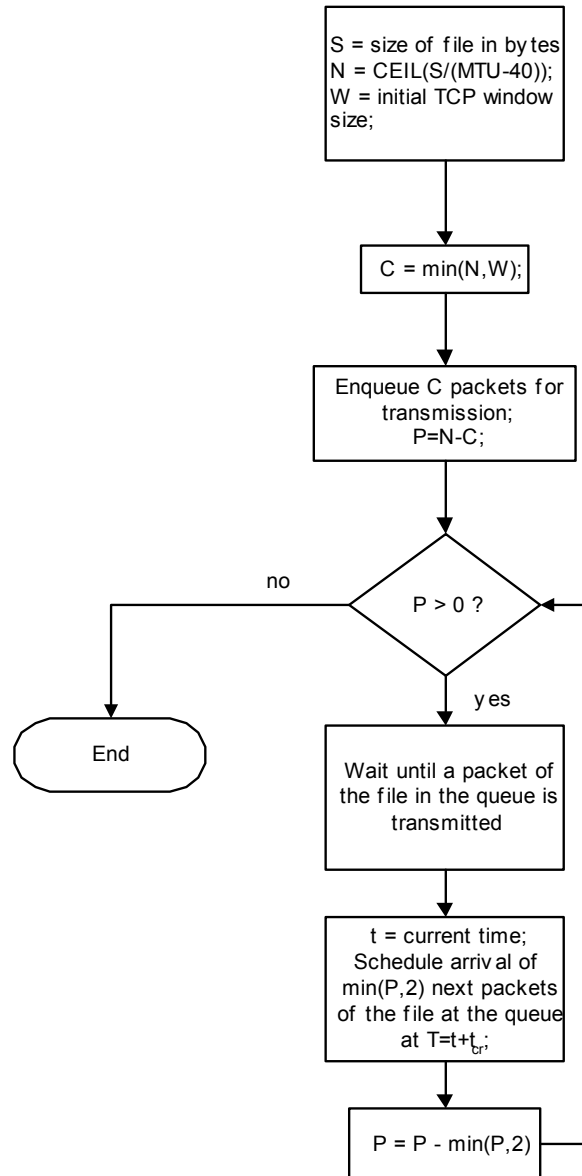 S = size of file in bytes
N = CEIL(S/(MTU-40));
W = initial TCP window
size;
C = min(N,W);
Enqueue C packets for
transmission;
P=N-C;
no
P > 0 ?
yes
End
Wait until a packet of
the file in the queue is
transmitted
t = current time;
Schedule arrival of
min(P,2) next packets
of the file at the queue
at T=t+t_cr;
P = P - min(P,2)